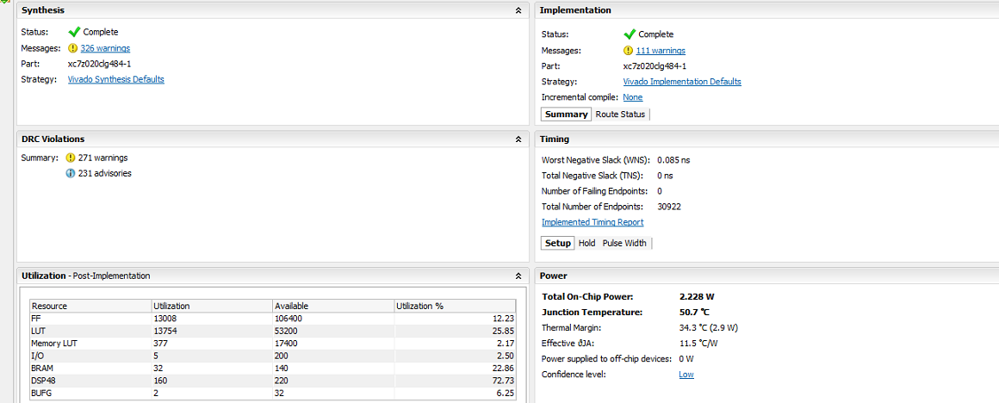 Synthesis
Status: Complete
Messages: 326 warnings
Part: xc7z020clg484-1
Strategy: Vivado Synthesis Defaults
Implementation
Status: Complete
Messages: 111 warnings
Part: xc7z020clg484-1
Strategy: Vivado Implementation Defaults
Incremental compile: None
Summary Route Status
DRC Violations
Summary: 271 warnings
231 advisories
Timing
Worst Negative Slack (WNS): 0.085 ns
Total Negative Slack (TNS): 0 ns
Number of Failing Endpoints: 0
Total Number of Endpoints: 30922
Implemented Timing Report
Setup Hold Pulse Width
Utilization - Post-Implementation
Resource Utilization Available Utilization %
FF 13008 106400 12.23
LUT 13754 53200 25.85
Memory LUT 377 17400 2.17
I/O 5 200 2.50
BRAM 32 140 22.86
DSP48 160 220 72.73
BUFG 2 32 6.25
Power
Total On-Chip Power: 2.228 W
Junction Temperature: 50.7 °C
Thermal Margin: 34.3 °C (2.9 W)
Effective ϑJA: 11.5 °C/W
Power supplied to off-chip devices: 0 W
Confidence level: Low